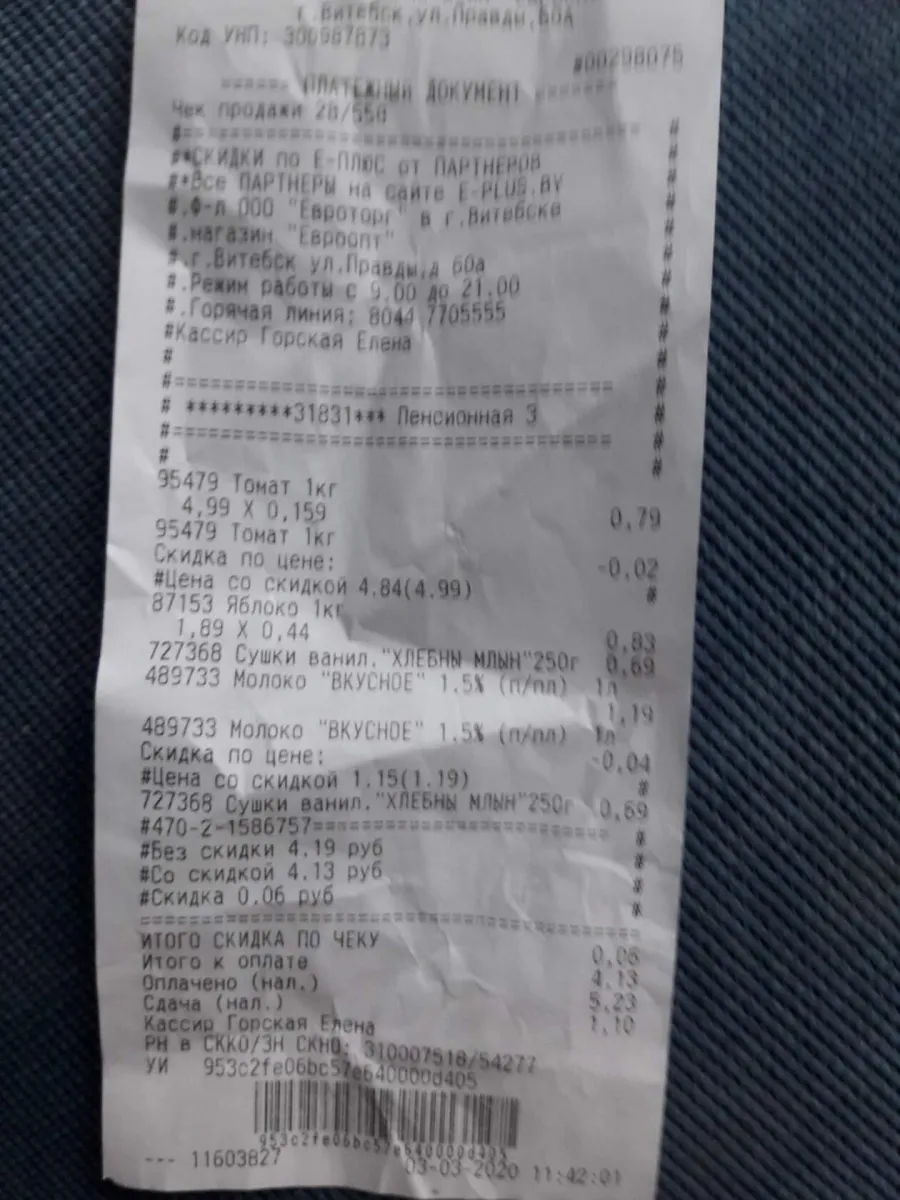 г.Витебск,ул.Правды,60А
Код УНП: 300987873
#00298075
====== ПЛАТЕЖНЫЙ ДОКУМЕНТ ======
Чек продажи 28/558
#================================ #
#*СКИДКИ по Е-ПЛЮС от ПАРТНЕРОВ #
#*Все ПАРТНЕРЫ на сайте E-PLUS.BY #
#.Ф-л ООО "Евроторг" в г.Витебске #
#.магазин "Евроопт" #
#.г.Витебск ул.Правды,д 60а #
#.Режим работы с 9.00 до 21.00 #
#.Горячая линия: 8044 7705555 #
#Кассир Горская Елена #
# #
#================================ #
# *********31831*** Пенсионная 3 #
#================================ #
# #
95479 Томат 1кг
4,99 X 0,159 0,79
95479 Томат 1кг
Скидка по цене: -0,02
#Цена со скидкой 4.84(4.99) #
87153 Яблоко 1кг
1,89 X 0,44 0,83
727368 Сушки ванил."ХЛЕБНЫ МЛЫН"250г 0,69
489733 Молоко "ВКУСНОЕ" 1.5% (п/пл) 1л
1,19
489733 Молоко "ВКУСНОЕ" 1.5% (п/пл) 1л
Скидка по цене: -0,04
#Цена со скидкой 1.15(1.19) #
727368 Сушки ванил."ХЛЕБНЫ МЛЫН"250г 0,69
#470-2-1586757==================== #
#Без скидки 4.19 руб #
#Со скидкой 4.13 руб #
#Скидка 0.06 руб #
==================================
ИТОГО СКИДКА ПО ЧЕКУ 0,06
Итого к оплате 4,13
Оплачено (нал.) 5,23
Сдача (нал.) 1,10
Кассир Горская Елена
РН в СККО/ЗН СКНО: 310007518/54277
УИ 953c2fe06bc57e640000d405
953c2fe06bc57e640000d405
--- 11603827 03-03-2020 11:42:01